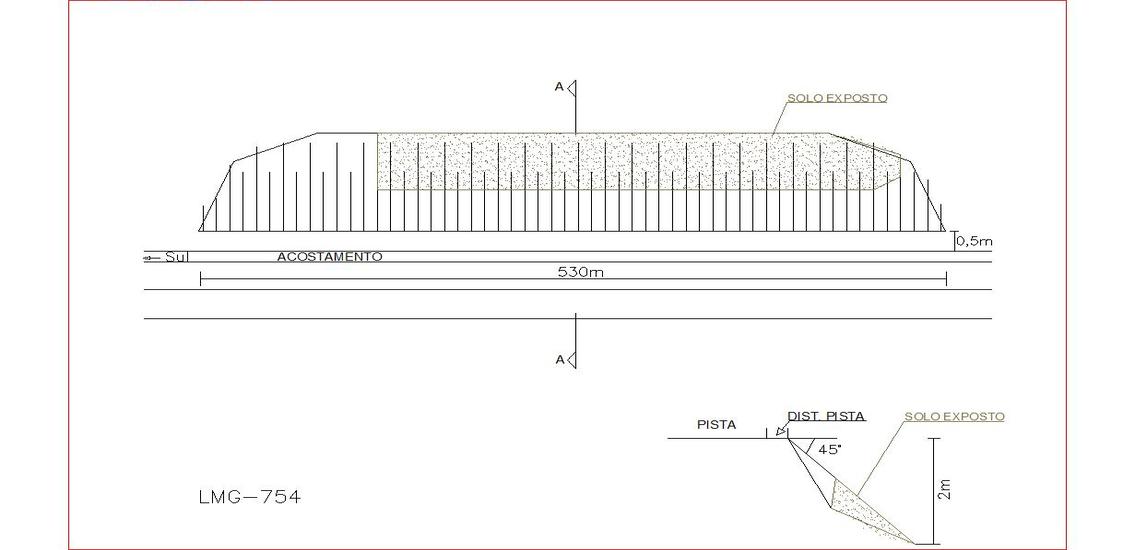 A
SOLO EXPOSTO
0,5m
Sul
ACOSTAMENTO
530m
A
PISTA
DIST. PISTA
SOLO EXPOSTO
45°
2m
LMG-754